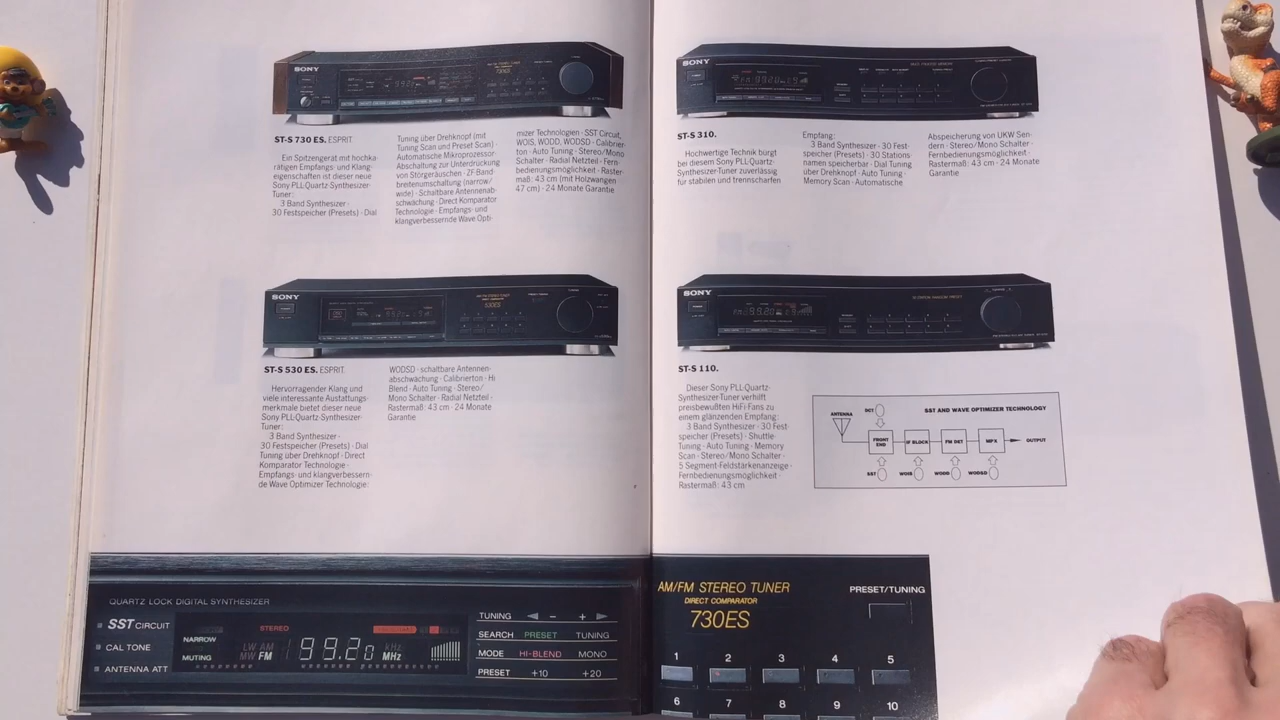 SONY
730ES
ST-S 730 ES. ESPRIT
Ein Spitzengerät mit hochka-
rätigen Empfangs- und Klang-
eigenschaften ist dieser neue
Sony PLL-Quartz-Synthesizer
Tuner:
3 Band Synthesizer ·
30 Festspeicher (Presets) · Dial
Tuning über Drehknopf (mit
Tuning Scan und Preset Scan) ·
Automatische Mikroprozessor-
Abschaltung zur Unterdrückung
von Störgeräuschen · ZF Band-
breitenumschaltung (narrow/
wide) · Schaltbare Antennenab-
schwächung · Direct Komparator
Technologie · Empfangs- und
klangverbessernde Wave Opti-
mizer Technologien · SST Circuit,
WOIS, WODD, WODSD · Calibrier-
ton · Auto Tuning · Stereo/Mono
Schalter · Radial Netzteil · Fern-
bedienungsmöglichkeit · Raster-
maß: 43 cm (mit Holzwangen
47 cm) · 24 Monate Garantie
SONY
530ES
ST-S 530 ES. ESPRIT
Hervorragender Klang und
viele interessante Austattungs-
merkmale bietet dieser neue
Sony PLL-Quartz-Synthesizer-
Tuner:
3 Band Synthesizer ·
30 Festspeicher (Presets) · Dial
Tuning über Drehknopf · Direct
Komparator Technologie ·
Empfangs- und klangverbessern-
de Wave Optimizer Technologie:
WODSD · schaltbare Antennen-
abschwächung · Calibrierton · Hi
Blend · Auto Tuning · Stereo/
Mono Schalter · Radial Netzteil ·
Rastermaß: 43 cm · 24 Monate
Garantie
SONY
ST-S 310.
Hochwertige Technik bürgt
bei diesem Sony PLL-Quartz-
Synthesizer-Tuner zuverlässig
für stabilen und trennscharfen
Empfang:
3 Band Synthesizer · 30 Fest-
speicher (Presets) · 30 Stations-
namen speicherbar · Dial Tuning
über Drehknopf · Auto Tuning ·
Memory Scan · Automatische
Abspeicherung von UKW Sen-
dern · Stereo/Mono Schalter ·
Fernbedienungsmöglichkeit ·
Rastermaß: 43 cm · 24 Monate
Garantie
SONY
ST-S 110.
Dieser Sony PLL-Quartz-
Synthesizer-Tuner verhilft
preisbewußten HiFi-Fans zu
einem glänzenden Empfang:
3 Band Synthesizer · 30 Fest
speicher (Presets) · Shuttle-
Tuning · Auto Tuning · Memory
Scan · Stereo/Mono Schalter ·
5 Segment-Feldstärkenanzeige ·
Fernbedienungsmöglichkeit ·
Rastermaß: 43 cm
SST AND WAVE OPTIMIZER TECHNOLOGY
ANTENNA
DCT
FRONT END
IF BLOCK
FM DET
MPX
OUTPUT
SST
WOIS
WODD
WODSD
QUARTZ LOCK DIGITAL SYNTHESIZER
SST CIRCUIT
CAL TONE
ANTENNA ATT
NARROW
MUTING
STEREO
LW AM
MW FM
99.20
kHz
MHz
TUNING - +
SEARCH PRESET TUNING
MODE HI-BLEND MONO
PRESET +10 +20
AM/FM STEREO TUNER
DIRECT COMPARATOR
730ES
PRESET/TUNING
1 2 3 4 5
6 7 8 9 10